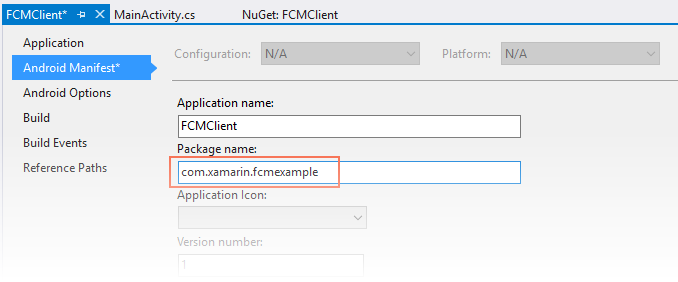 FCMClient* MainActivity.cs NuGet: FCMClient
Application
Android Manifest*
Android Options
Build
Build Events
Reference Paths
Configuration: N/A Platform: N/A
Application name:
FCMClient
Package name:
com.xamarin.fcmexample
Application Icon:
Version number:
1